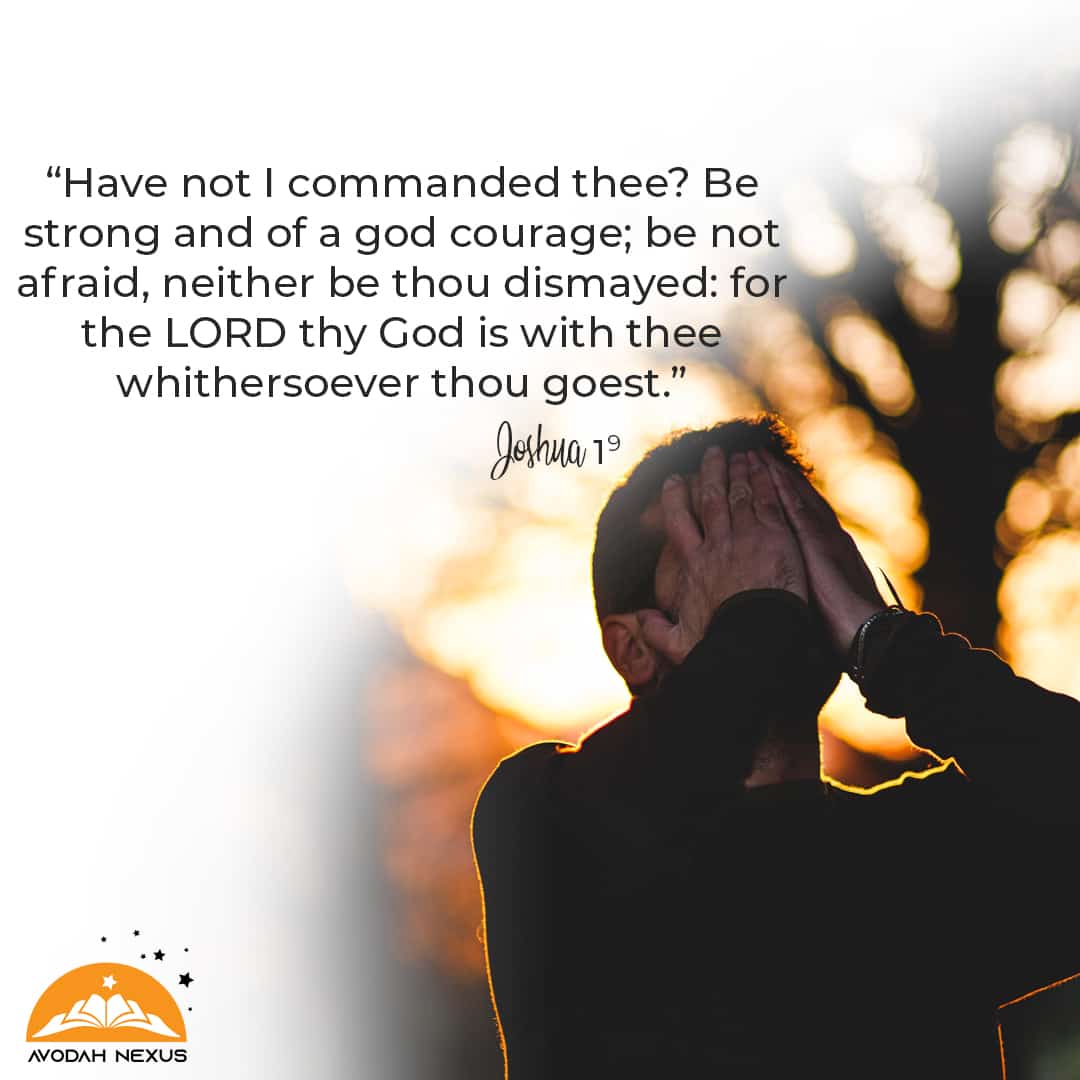 “Have not I commanded thee? Be
strong and of a god courage; be not
afraid, neither be thou dismayed: for
the LORD thy God is with thee
whithersoever thou goest.”
Joshua 1⁹
AVODAH NEXUS